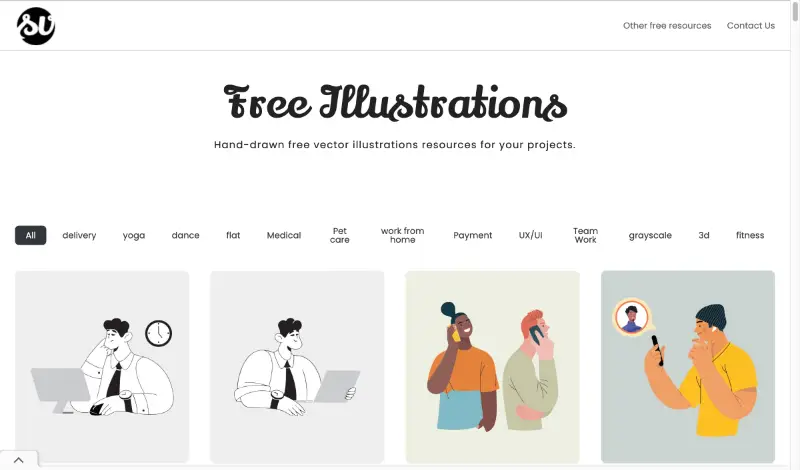 SV
Other free resources
Contact Us
Free Illustrations
Hand-drawn free vector illustrations resources for your projects.
All
delivery
yoga
dance
flat
Medical
Pet
care
work from
home
Payment
UX/Ui
Team
Work
grayscale
3d
fitness